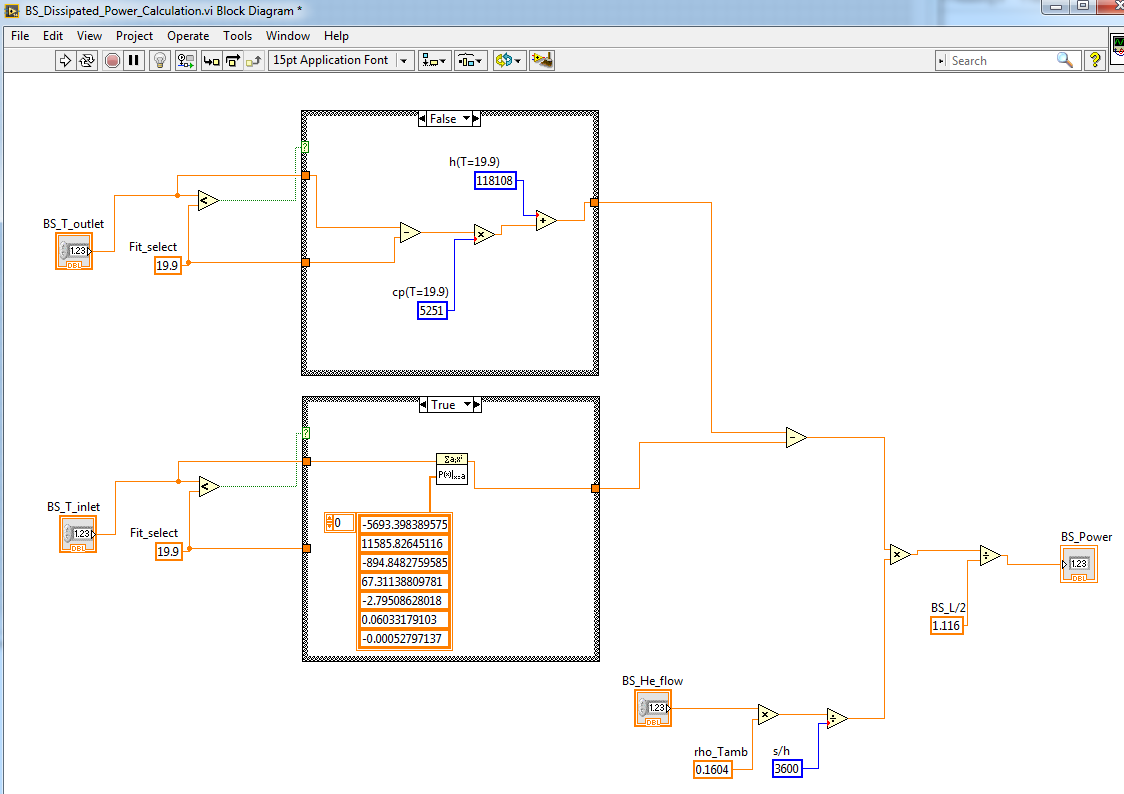 BS_Dissipated_Power_Calculation.vi Block Diagram *
File Edit View Project Operate Tools Window Help
15pt Application Font
Search
?
False
?
h(T=19.9)
118108
<
-
x
+
BS_T_outlet
1.23
DBL
Fit_select
19.9
cp(T=19.9)
5251
True
?
Σaᵢxⁱ
P(x)|x=a
<
BS_T_inlet
1.23
DBL
Fit_select
19.9
0
-5693.398389575
11585.82645116
-894.8482759585
67.31138809781
-2.79508628018
0.06033179103
-0.00052797137
-
x
÷
BS_Power
1.23
DBL
BS_L/2
1.116
BS_He_flow
1.23
DBL
x
÷
rho_Tamb
0.1604
s/h
3600